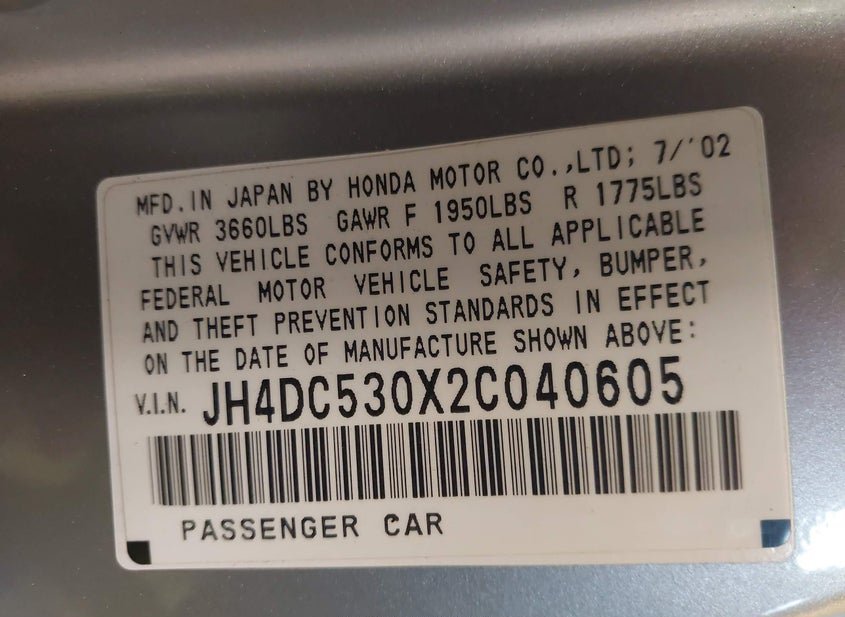 MFD.IN JAPAN BY HONDA MOTOR CO.,LTD; 7/'02
GVWR 3660LBS GAWR F 1950LBS R 1775LBS
THIS VEHICLE CONFORMS TO ALL APPLICABLE
FEDERAL MOTOR VEHICLE SAFETY, BUMPER,
AND THEFT PREVENTION STANDARDS IN EFFECT
ON THE DATE OF MANUFACTURE SHOWN ABOVE:
V.I.N. JH4DC530X2C040605
PASSENGER CAR